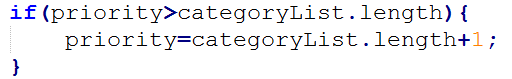 if(priority>categoryList.length){
    priority=categoryList.length+1;
}